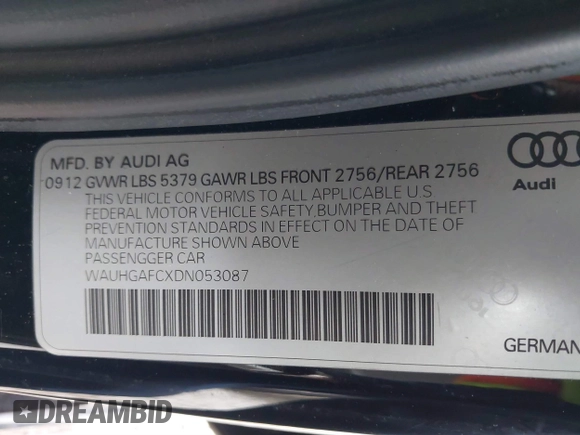 MFD. BY AUDI AG
0912 GVWR LBS 5379 GAWR LBS FRONT 2756/REAR 2756
THIS VEHICLE CONFORMS TO ALL APPLICABLE U S
FEDERAL MOTOR VEHICLE SAFETY,BUMPER AND THEFT
PREVENTION STANDARDS IN EFFECT ON THE DATE OF
MANUFACTURE SHOWN ABOVE
PASSENGGER CAR
WAUHGAFCXDN053087
Audi
GERMAN
DREAMBID